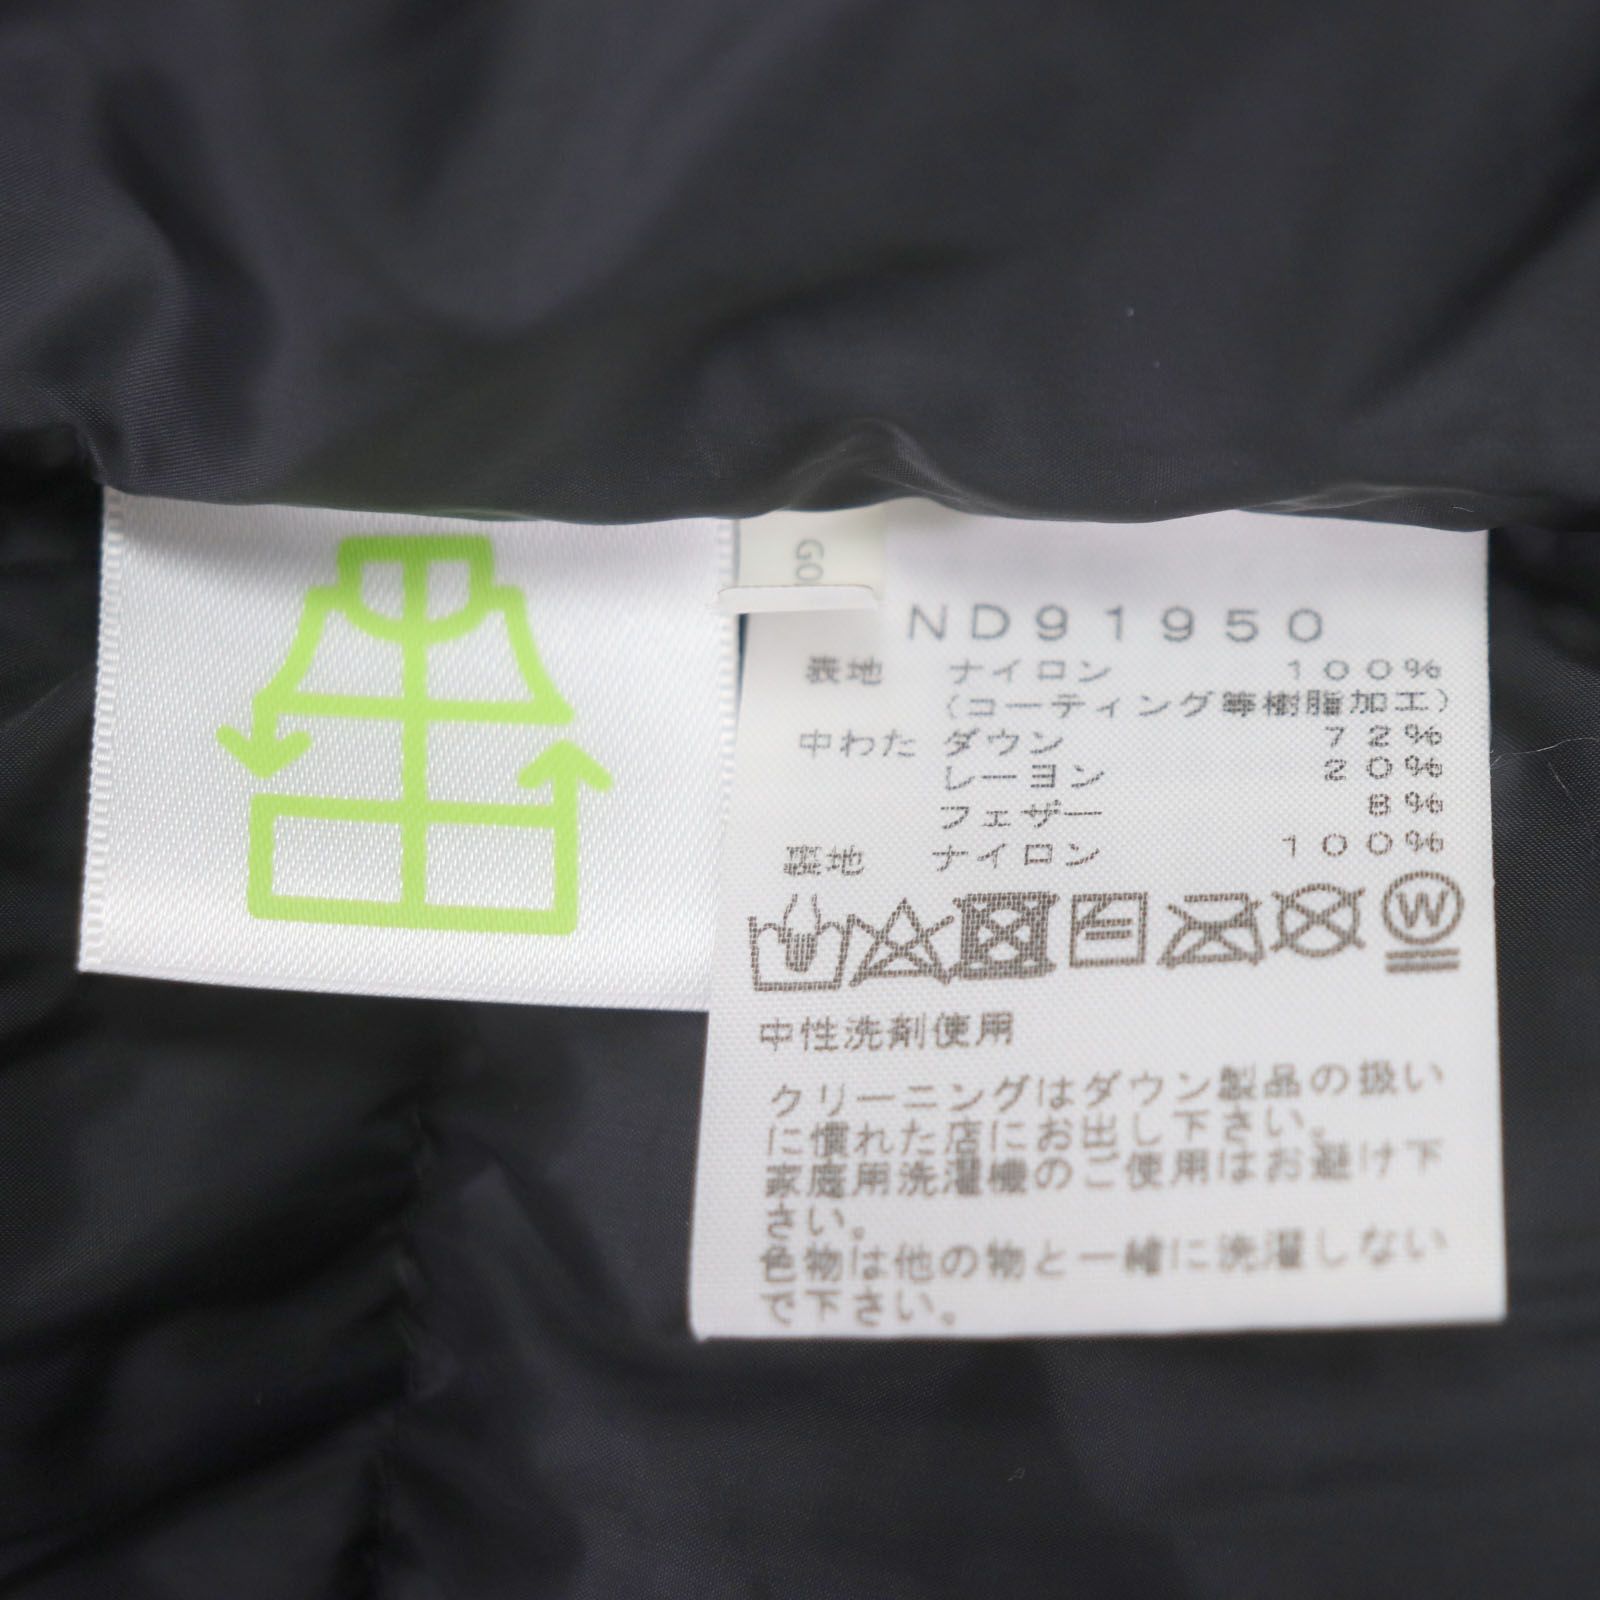 GO
ND91950
表地 ナイロン 100%
(コーティング等樹脂加工)
中わた ダウン 72%
レーヨン 20%
フェザー 8%
裏地 ナイロン 100%
W
中性洗剤使用
クリーニングはダウン製品の扱い
に慣れた店にお出し下さい。
家庭用洗濯機のご使用はお避け下
さい。
色物は他の物と一緒に洗濯しない
で下さい。